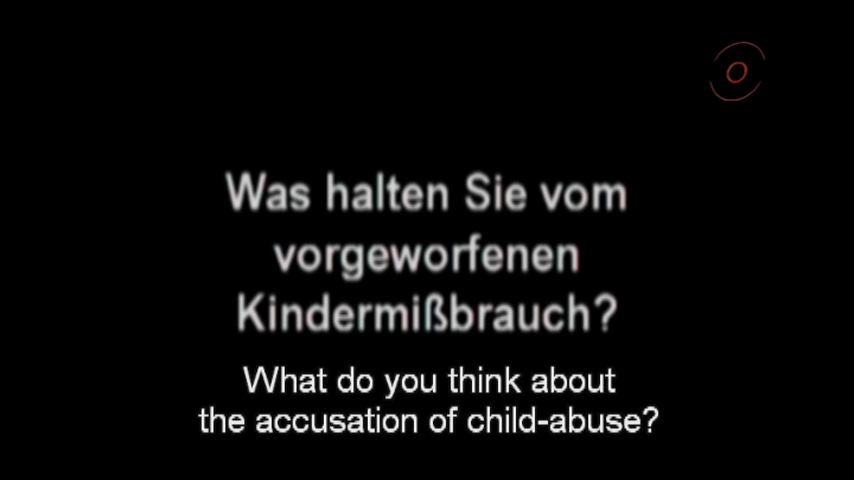 Was halten Sie vom
vorgeworfenen
Kindermißbrauch?
What do you think about
the accusation of child-abuse?